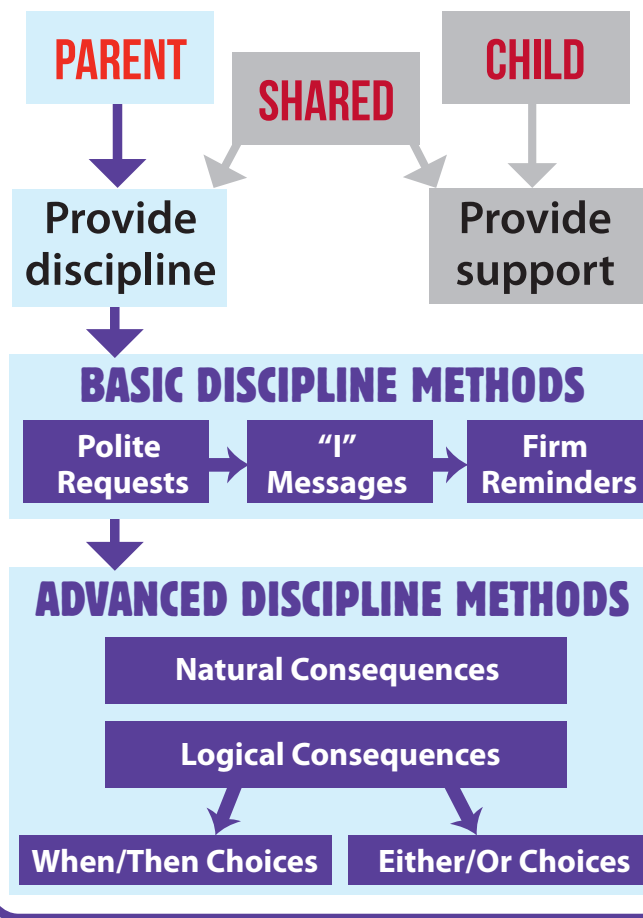 PARENT
SHARED
CHILD
Provide
discipline
Provide
support
BASIC DISCIPLINE METHODS
Polite
Requests
“I”
Messages
Firm
Reminders
ADVANCED DISCIPLINE METHODS
Natural Consequences
Logical Consequences
When/Then Choices
Either/Or Choices